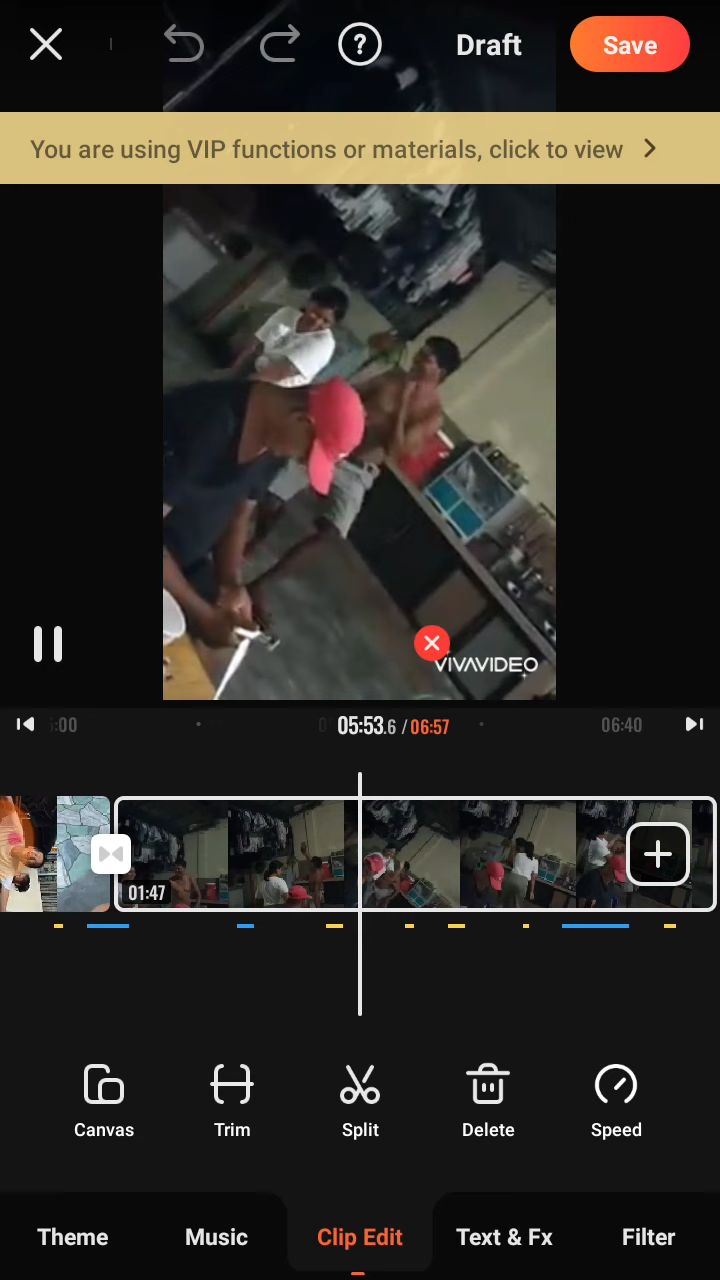 Draft
Save
You are using VIP functions or materials, click to view
VIVAVIDEO
05:53.6 / 06:57
06:40
01:47
Canvas
Trim
Split
Delete
Speed
Theme
Music
Clip Edit
Text & Fx
Filter